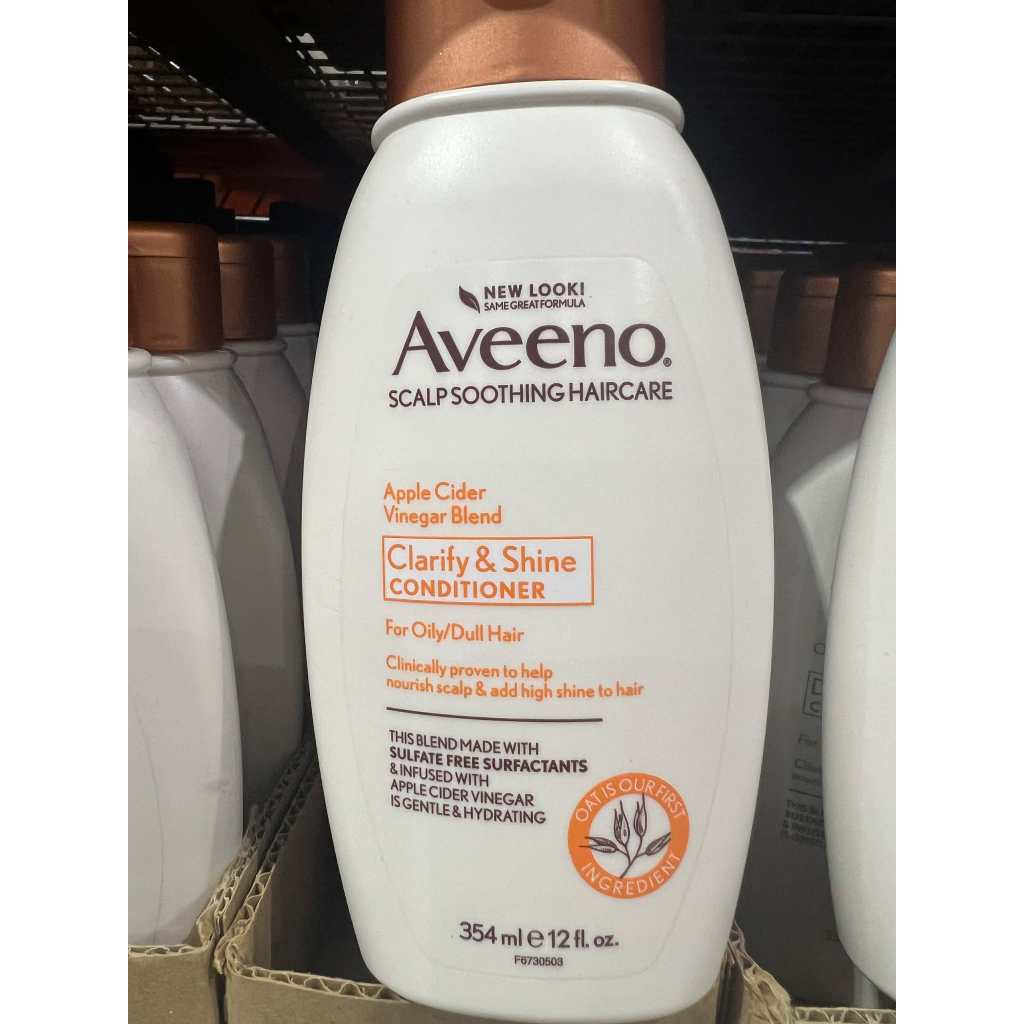 NEW LOOK!
SAME GREAT FORMULA
Aveeno®
SCALP SOOTHING HAIRCARE
Apple Cider
Vinegar Blend
Clarify & Shine
CONDITIONER
For Oily/Dull Hair
Clinically proven to help
nourish scalp & add high shine to hair
THIS BLEND MADE WITH
SULFATE FREE SURFACTANTS
& INFUSED WITH
APPLE CIDER VINEGAR
IS GENTLE & HYDRATING
OAT IS OUR FIRST
INGREDIENT
354 ml e 12 fl. oz.
F6730503